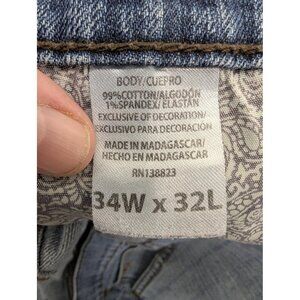 BODY/CUEPRO
99%COTTON/ALGODÓN
1%SPANDEX/ELASTÁN
EXCLUSIVE OF DECORATION/
EXCLUSIVO PARA DECORACIÓN
MADE IN MADAGASCAR/
HECHO EN MADAGASCAR
RN138823
34W x 32L